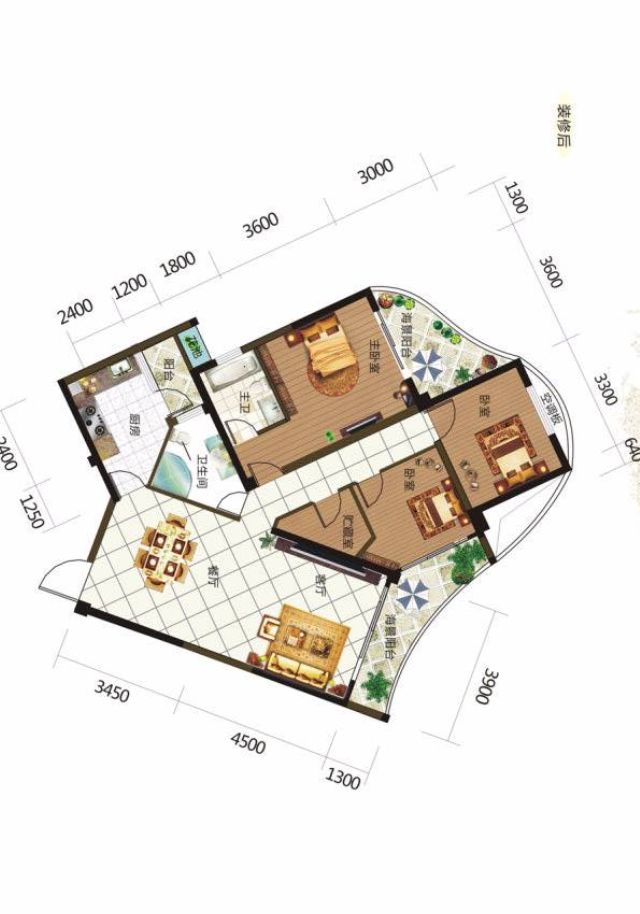 装修后
3000
3600
1800
1200
2400
1300
3600
3300
640
2400
1250
花池
阳台
厨房
卫生间
主卫
主卧室
海景阳台
卧室
空调板
卧室
贮藏室
客厅
餐厅
海景阳台
3900
3450
4500
1300